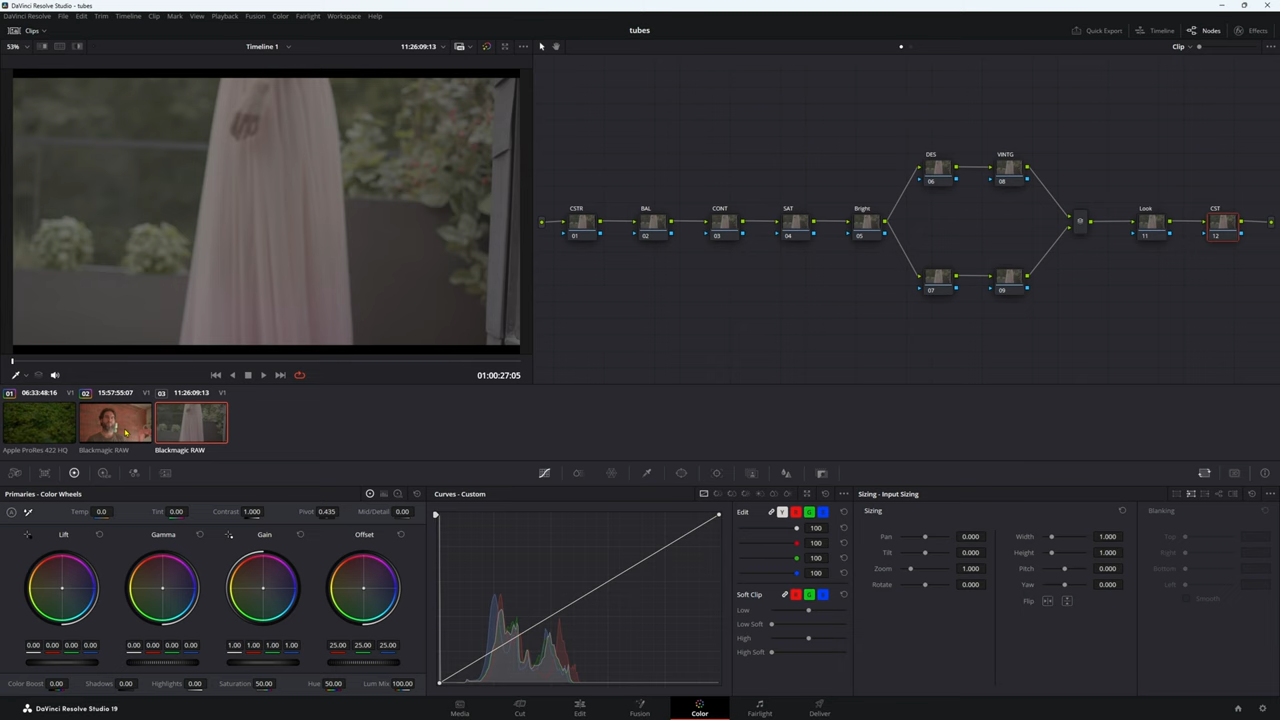 DaVinci Resolve Studio - tubes
DaVinci Resolve File Edit Trim Timeline Clip Mark View Playback Fusion Color Fairlight Workspace Help
Clips tubes Quick Export Timeline Nodes Effects
53% Timeline 1 11:26:09:13 Clip
DES VINTG
06 08
CSTR BAL CONT SAT Bright Look CST
01 02 03 04 05 11 12
07 09
01:00:27:05
01 06:33:48:16 V1 02 15:57:55:07 V1 03 11:26:09:13 V1
Apple ProRes 422 HQ Blackmagic RAW Blackmagic RAW
Primaries - Color Wheels Curves - Custom Sizing - Input Sizing
Temp 0.0 Tint 0.00 Contrast 1.000 Pivot 0.435 Mid/Detail 0.00
Lift Gamma Gain Offset
0.00 0.00 0.00 0.00 0.00 0.00 0.00 0.00 1.00 1.00 1.00 1.00 25.00 25.00 25.00
Color Boost 0.00 Shadows 0.00 Highlights 0.00 Saturation 50.00 Hue 50.00 Lum Mix 100.00
Edit Y R G B
100
100
100
100
Soft Clip R G B
Low
Low Soft
High
High Soft
Sizing Blanking
Pan 0.000 Width 1.000 Top
Tilt 0.000 Height 1.000 Right
Zoom 1.000 Pitch 0.000 Bottom
Rotate 0.000 Yaw 0.000 Left
Flip Smooth
DaVinci Resolve Studio 19 Media Cut Edit Fusion Color Fairlight Deliver